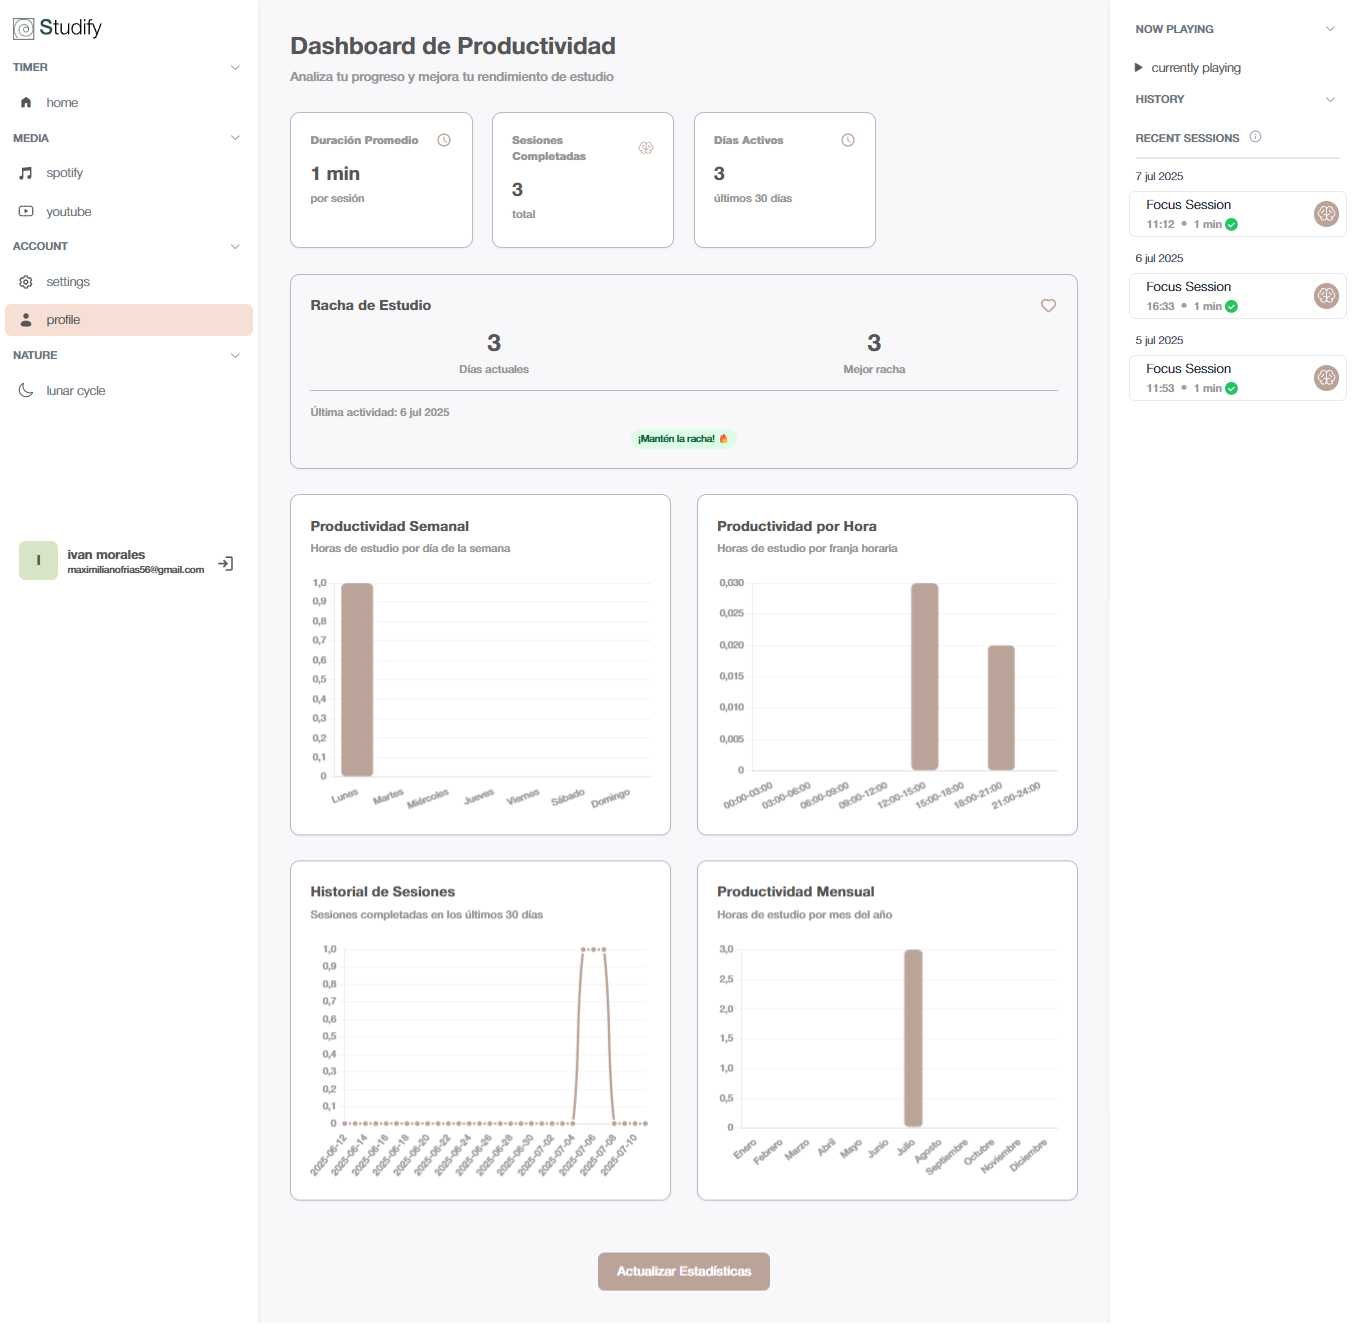 Studify
TIMER
home
MEDIA
spotify
youtube
ACCOUNT
settings
profile
NATURE
lunar cycle
I
ivan morales
maximilianofrias56@gmail.com
Dashboard de Productividad
Analiza tu progreso y mejora tu rendimiento de estudio
Duración Promedio
1 min
por sesión
Sesiones
Completadas
3
total
Días Activos
3
últimos 30 días
Racha de Estudio
3
Días actuales
3
Mejor racha
Última actividad: 6 jul 2025
¡Mantén la racha! 🔥
Productividad Semanal
Horas de estudio por día de la semana
1,0
0,9
0,8
0,7
0,6
0,5
0,4
0,3
0,2
0,1
0
Lunes
Martes
Miércoles
Jueves
Viernes
Sábado
Domingo
Productividad por Hora
Horas de estudio por franja horaria
0,030
0,025
0,020
0,015
0,010
0,005
0
00:00-03:00
03:00-06:00
06:00-09:00
09:00-12:00
12:00-15:00
15:00-18:00
18:00-21:00
21:00-24:00
Historial de Sesiones
Sesiones completadas en los últimos 30 días
1,0
0,9
0,8
0,7
0,6
0,5
0,4
0,3
0,2
0,1
0
2025-06-12
2025-06-14
2025-06-16
2025-06-18
2025-06-20
2025-06-22
2025-06-24
2025-06-26
2025-06-28
2025-06-30
2025-07-02
2025-07-04
2025-07-06
2025-07-08
2025-07-10
Productividad Mensual
Horas de estudio por mes del año
3,0
2,5
2,0
1,5
1,0
0,5
0
Enero
Febrero
Marzo
Abril
Mayo
Junio
Julio
Agosto
Septiembre
Octubre
Noviembre
Diciembre
Actualizar Estadísticas
NOW PLAYING
currently playing
HISTORY
RECENT SESSIONS
7 jul 2025
Focus Session
11:12 • 1 min
6 jul 2025
Focus Session
16:33 • 1 min
5 jul 2025
Focus Session
11:53 • 1 min